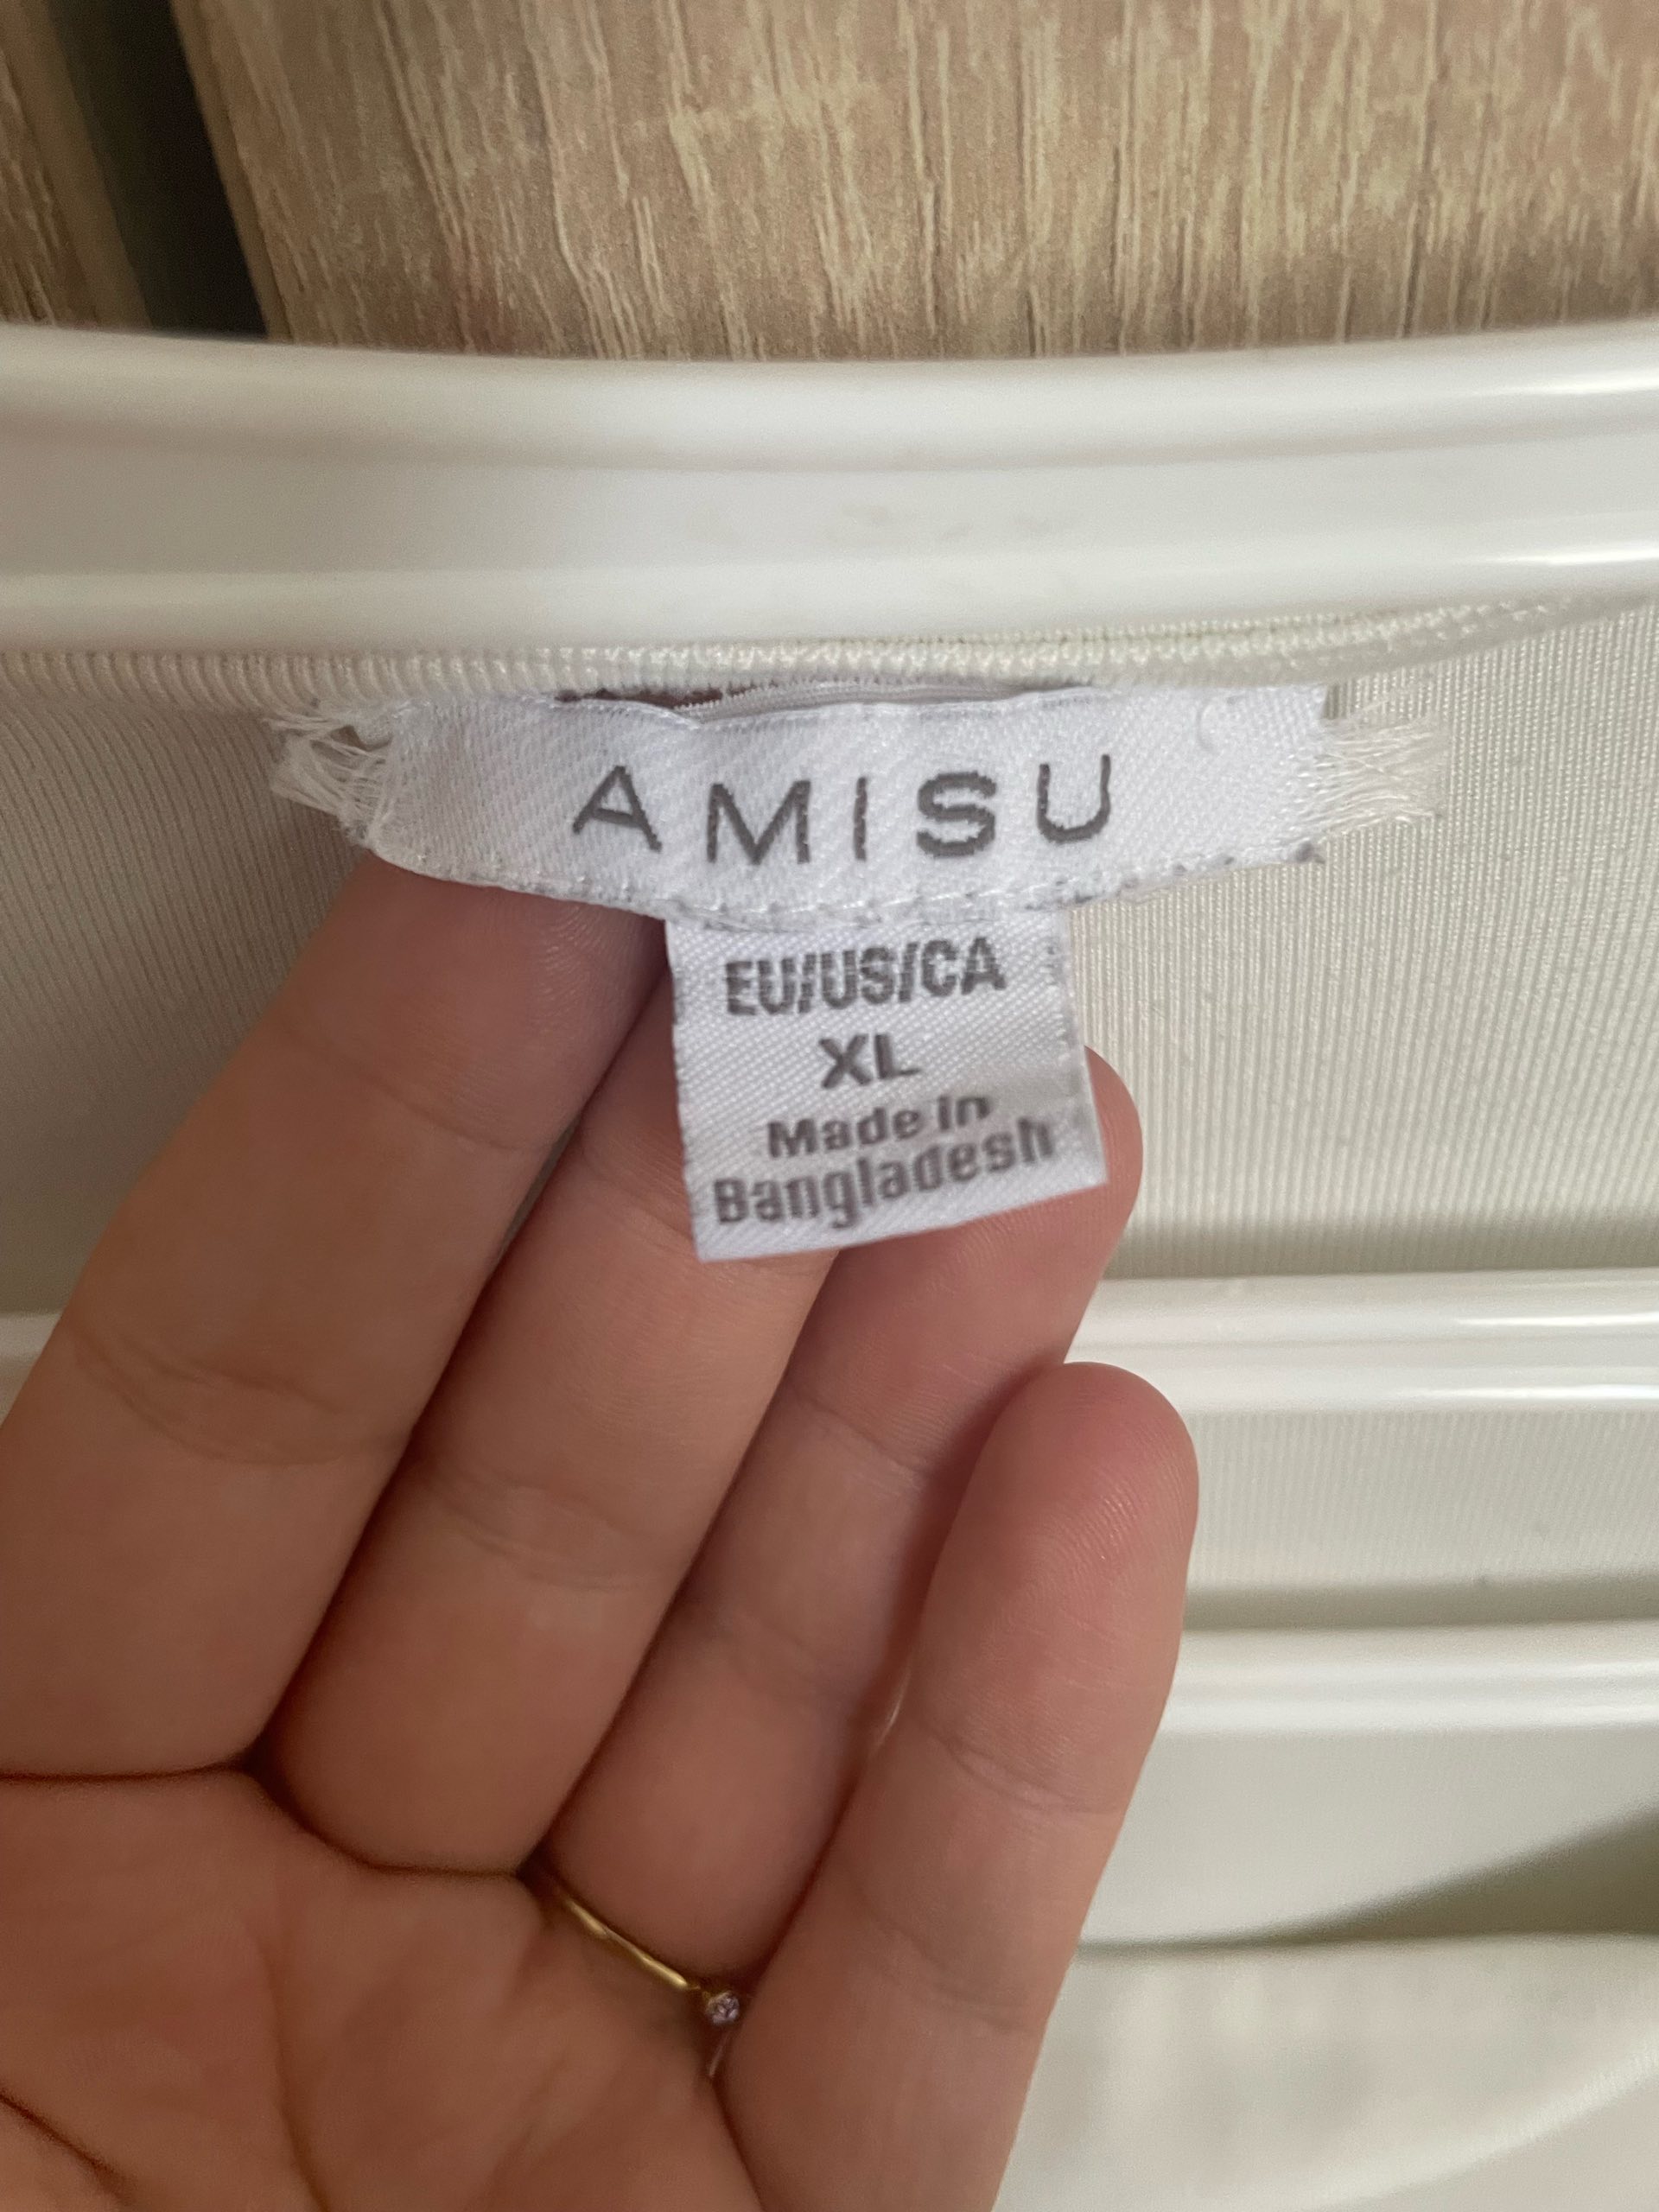 AMISU
EU/US/CA
XL
Made in
Bangladesh